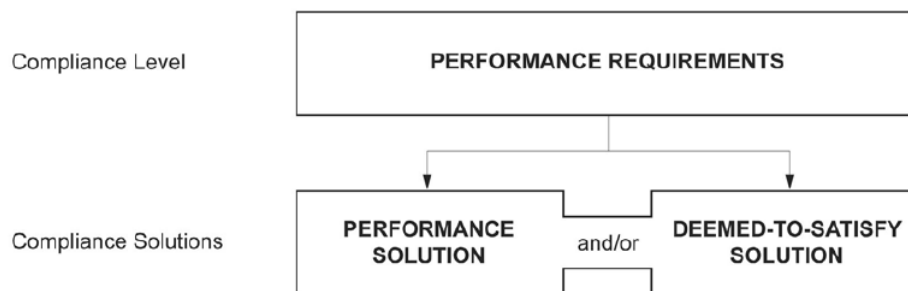 Compliance Level
PERFORMANCE REQUIREMENTS
Compliance Solutions
PERFORMANCE
SOLUTION
and/or
DEEMED-TO-SATISFY
SOLUTION